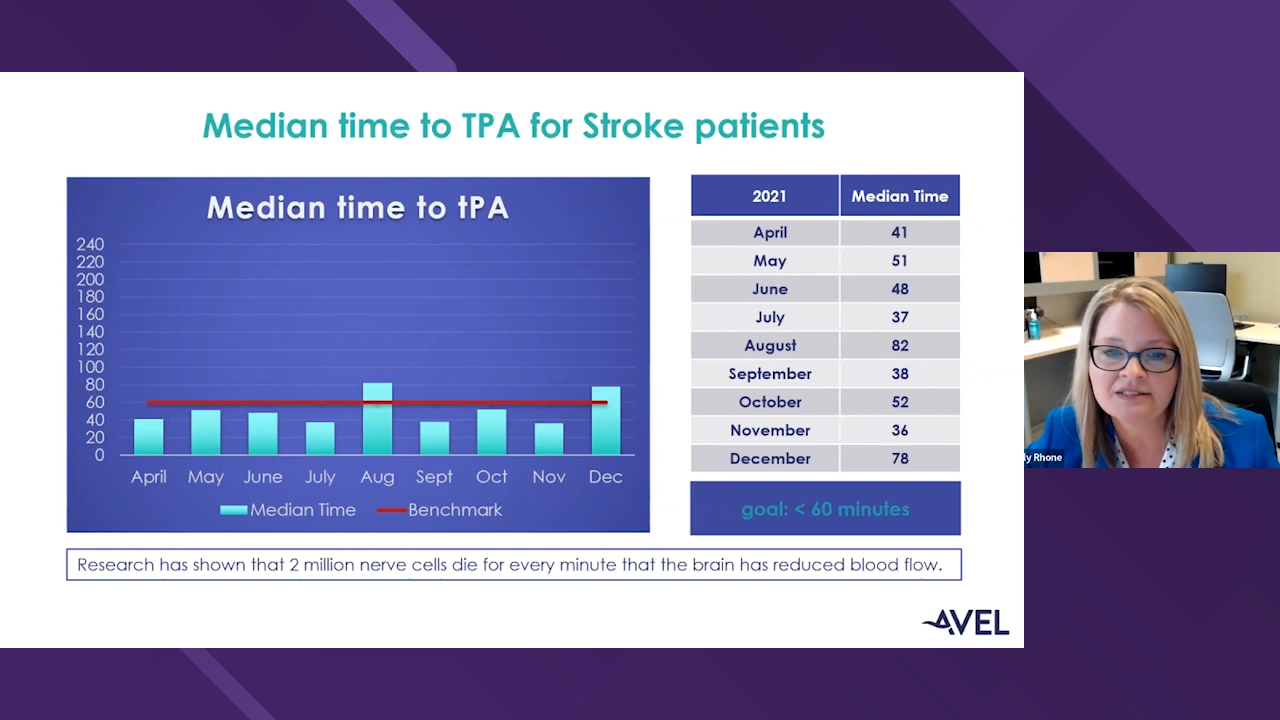 Median time to TPA for Stroke patients
Median time to tPA
240
220
200
180
160
140
120
100
80
60
40
20
0
April May June July Aug Sept Oct Nov Dec
Median Time Benchmark
2021 Median Time
April 41
May 51
June 48
July 37
August 82
September 38
October 52
November 36
December 78
goal: < 60 minutes
Research has shown that 2 million nerve cells die for every minute that the brain has reduced blood flow.
AVEL
ly Rhone